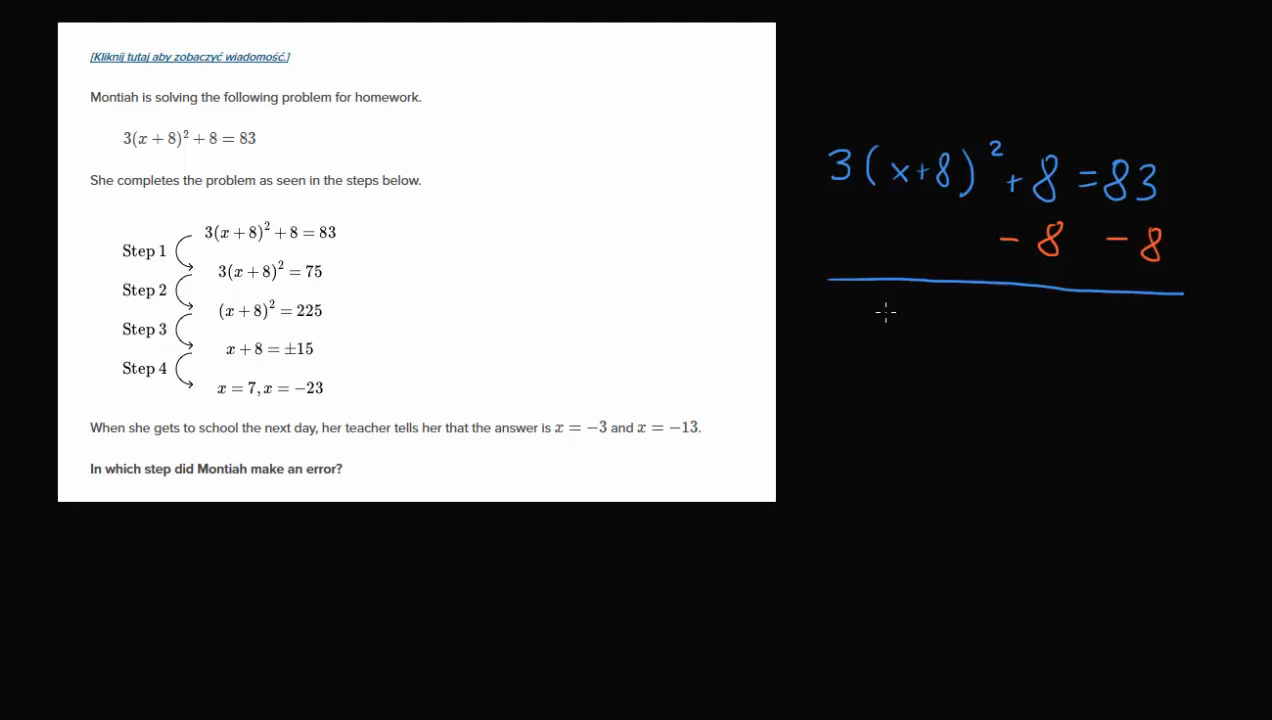 [Kliknij tutaj aby zobaczyć wiadomość.]
Montiah is solving the following problem for homework.
3(x + 8)² + 8 = 83
She completes the problem as seen in the steps below.
3(x + 8)² + 8 = 83
Step 1
3(x + 8)² = 75
Step 2
(x + 8)² = 225
Step 3
x + 8 = ±15
Step 4
x = 7, x = −23
When she gets to school the next day, her teacher tells her that the answer is x = −3 and x = −13.
In which step did Montiah make an error?
3(x+8)² + 8 = 83
− 8 − 8